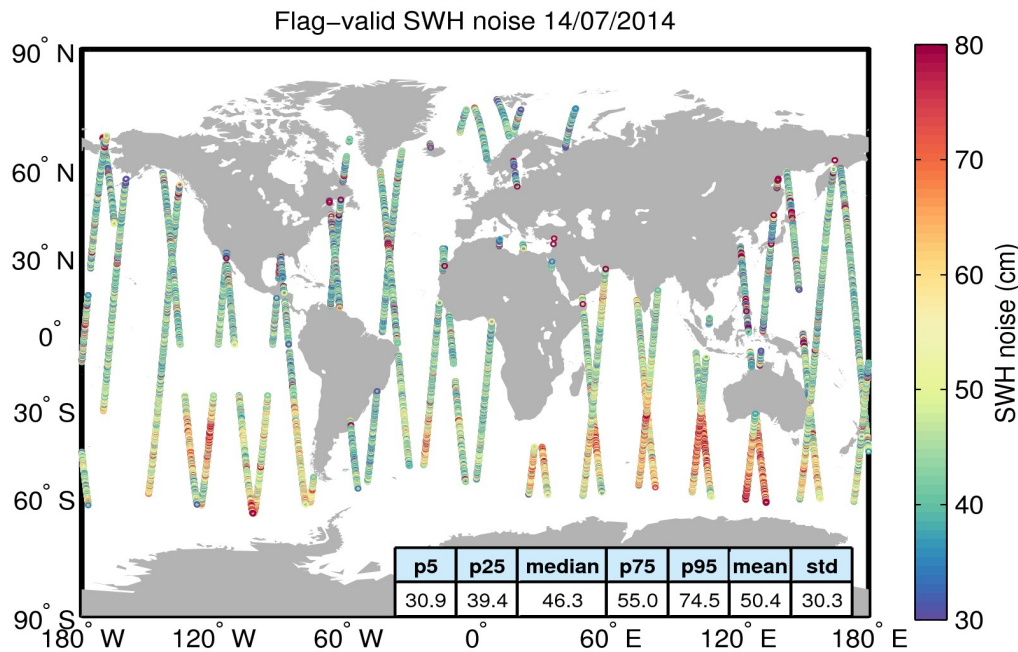 Flag−valid SWH noise 14/07/2014
90° N
60° N
30° N
0°
30° S
60° S
90° S
180° W
120° W
60° W
0°
60° E
120° E
180° E
p5 p25 median p75 p95 mean std
30.9 39.4 46.3 55.0 74.5 50.4 30.3
80
70
60
50
40
30
SWH noise (cm)